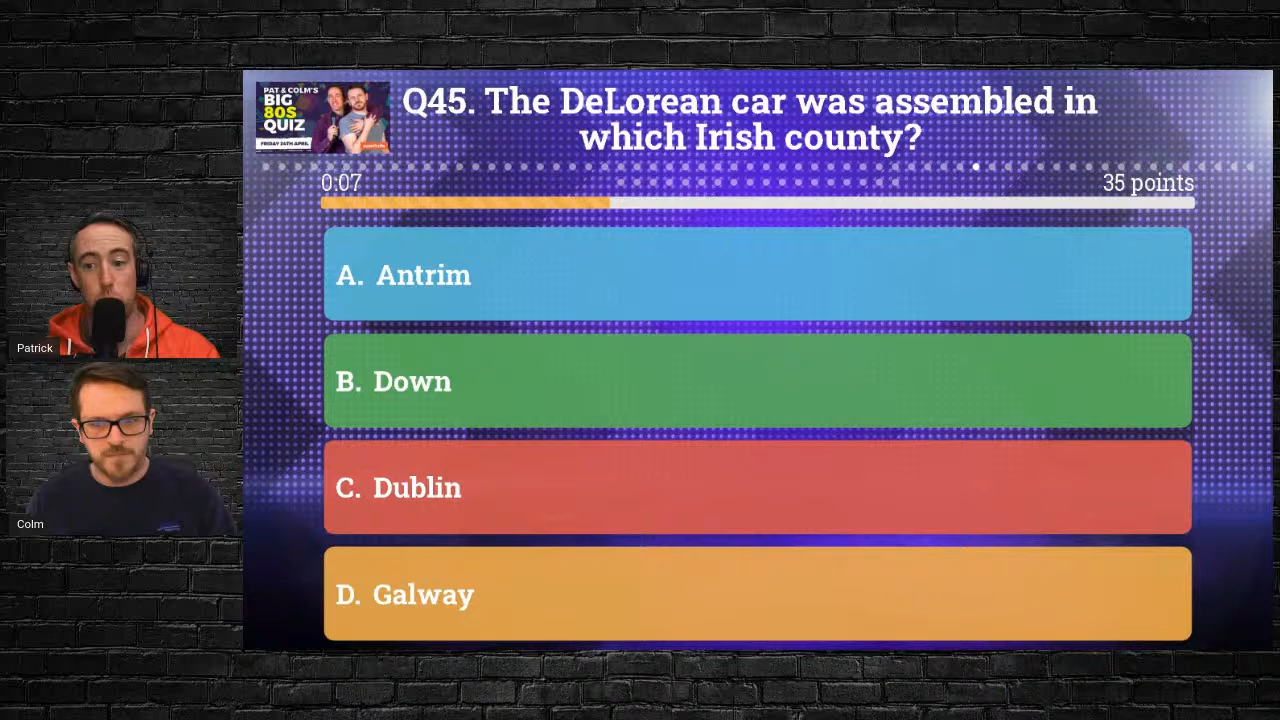 PAT & COLM'S
BIG
80S
QUIZ
FRIDAY 24TH APRIL
Q45. The DeLorean car was assembled in
which Irish county?
0:07
35 points
A. Antrim
B. Down
C. Dublin
D. Galway
Patrick
Colm